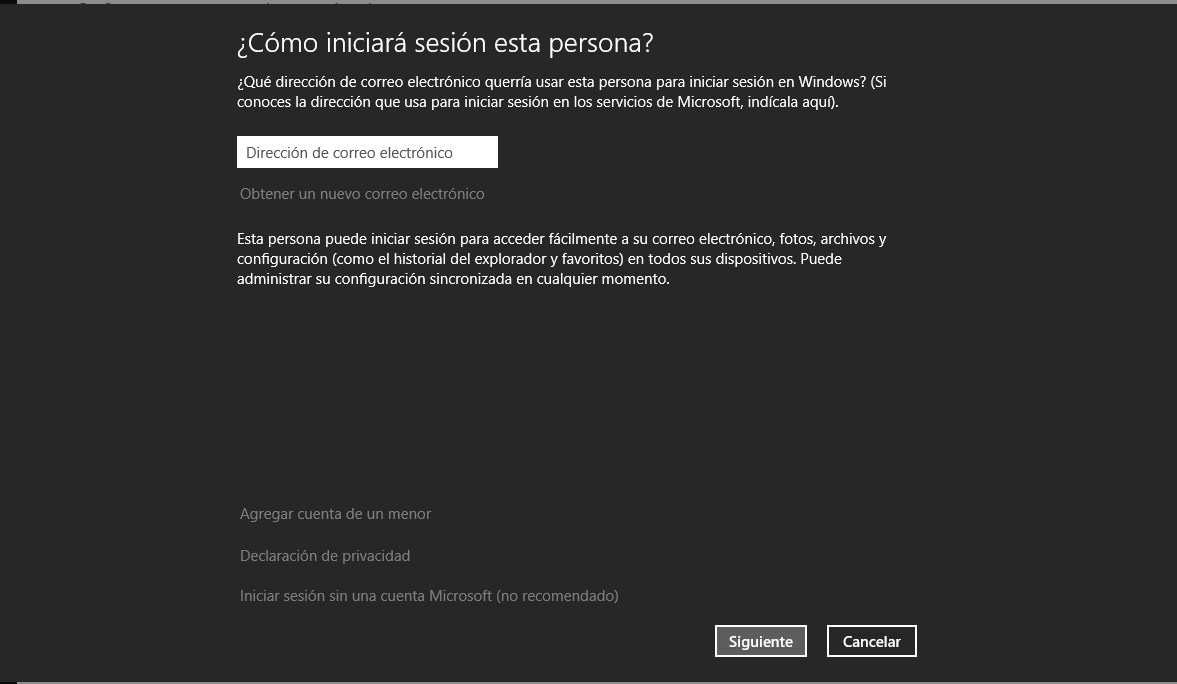 ¿Cómo iniciará sesión esta persona?
¿Qué dirección de correo electrónico querría usar esta persona para iniciar sesión en Windows? (Si
conoces la dirección que usa para iniciar sesión en los servicios de Microsoft, indícala aquí).
Dirección de correo electrónico
Obtener un nuevo correo electrónico
Esta persona puede iniciar sesión para acceder fácilmente a su correo electrónico, fotos, archivos y
configuración (como el historial del explorador y favoritos) en todos sus dispositivos. Puede
administrar su configuración sincronizada en cualquier momento.
Agregar cuenta de un menor
Declaración de privacidad
Iniciar sesión sin una cuenta Microsoft (no recomendado)
Siguiente Cancelar